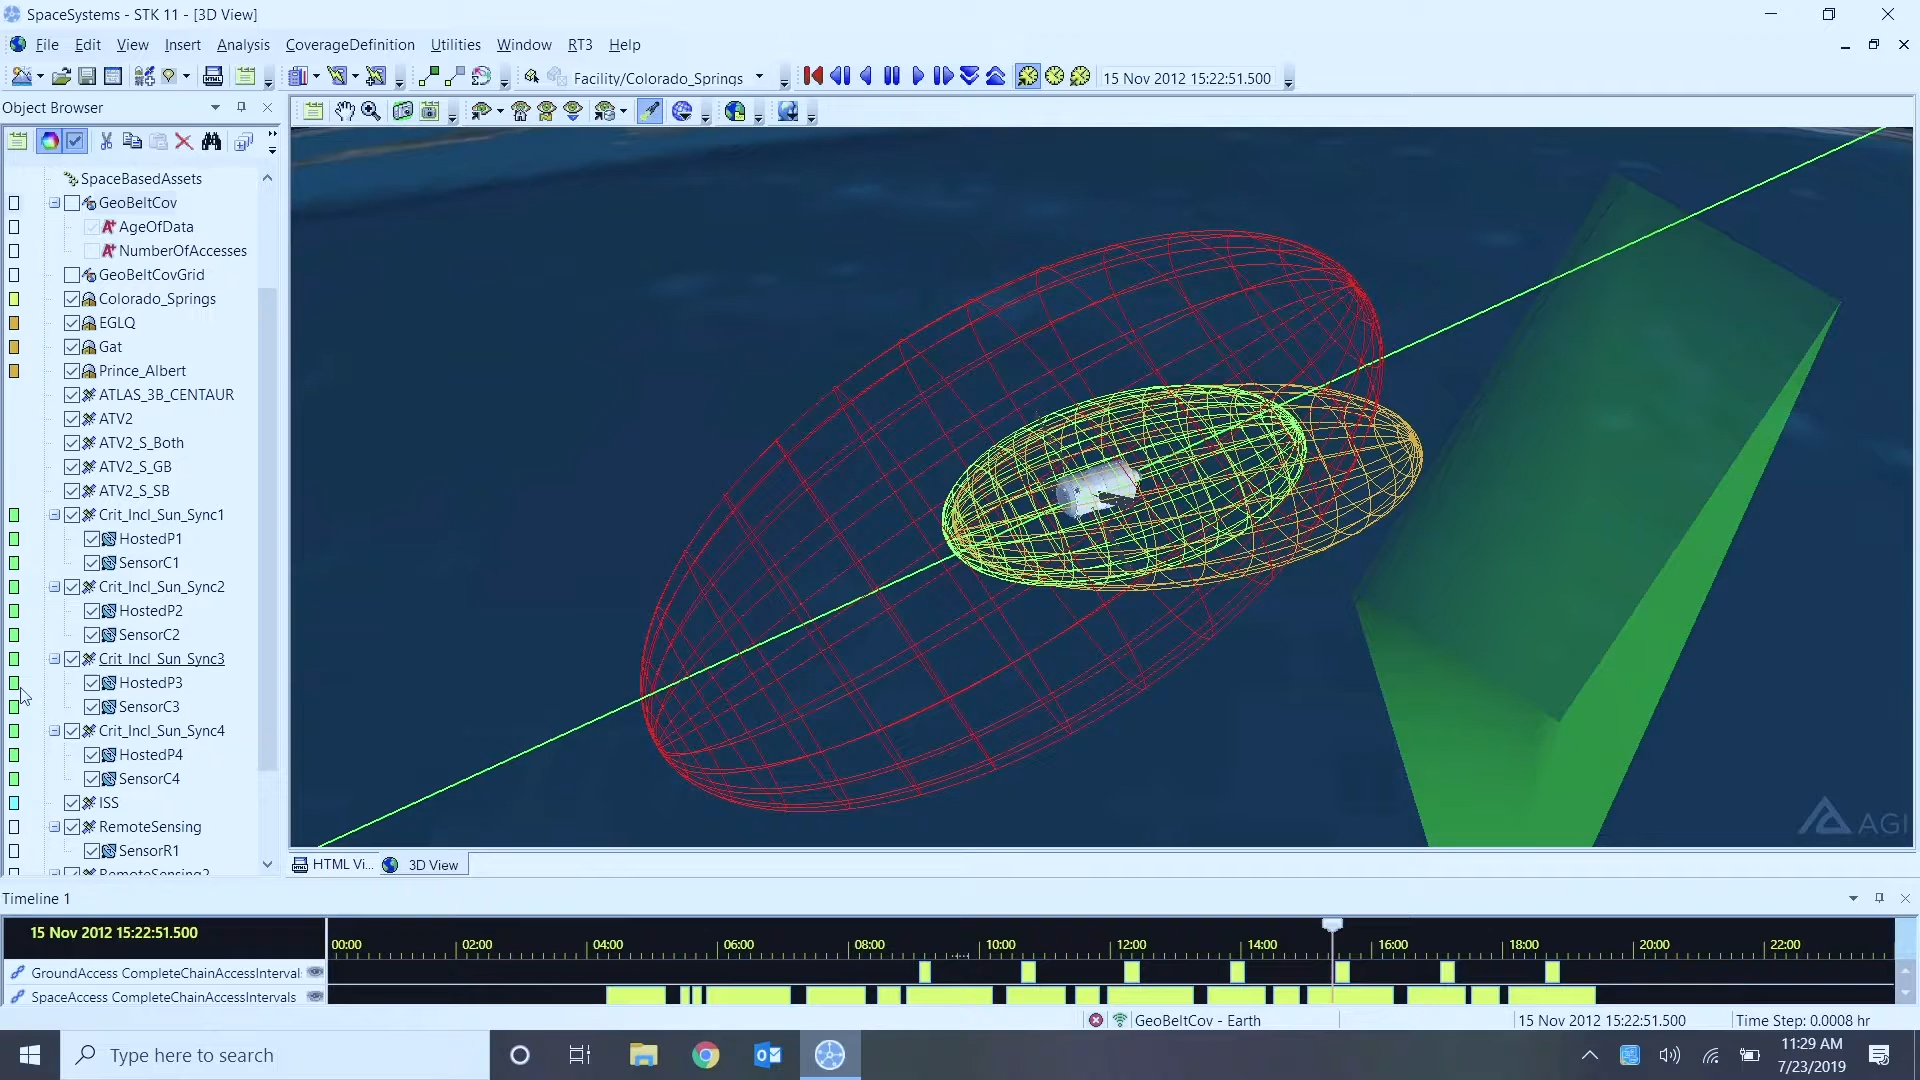 SpaceSystems - STK 11 - [3D View]
File Edit View Insert Analysis CoverageDefinition Utilities Window RT3 Help
Facility/Colorado_Springs
15 Nov 2012 15:22:51.500
Object Browser
SpaceBasedAssets
GeoBeltCov
AgeOfData
NumberOfAccesses
GeoBeltCovGrid
Colorado_Springs
EGLQ
Gat
Prince_Albert
ATLAS_3B_CENTAUR
ATV2
ATV2_S_Both
ATV2_S_GB
ATV2_S_SB
Crit_Incl_Sun_Sync1
HostedP1
SensorC1
Crit_Incl_Sun_Sync2
HostedP2
SensorC2
Crit_Incl_Sun_Sync3
HostedP3
SensorC3
Crit_Incl_Sun_Sync4
HostedP4
SensorC4
ISS
RemoteSensing
SensorR1
RemoteSensing2
AGI
HTML Vi...
3D View
Timeline 1
15 Nov 2012 15:22:51.500
00:00 02:00 04:00 06:00 08:00 10:00 12:00 14:00 16:00 18:00 20:00 22:00
GroundAccess CompleteChainAccessInterval
SpaceAccess CompleteChainAccessIntervals
GeoBeltCov - Earth
15 Nov 2012 15:22:51.500
Time Step: 0.0008 hr
Type here to search
11:29 AM
7/23/2019